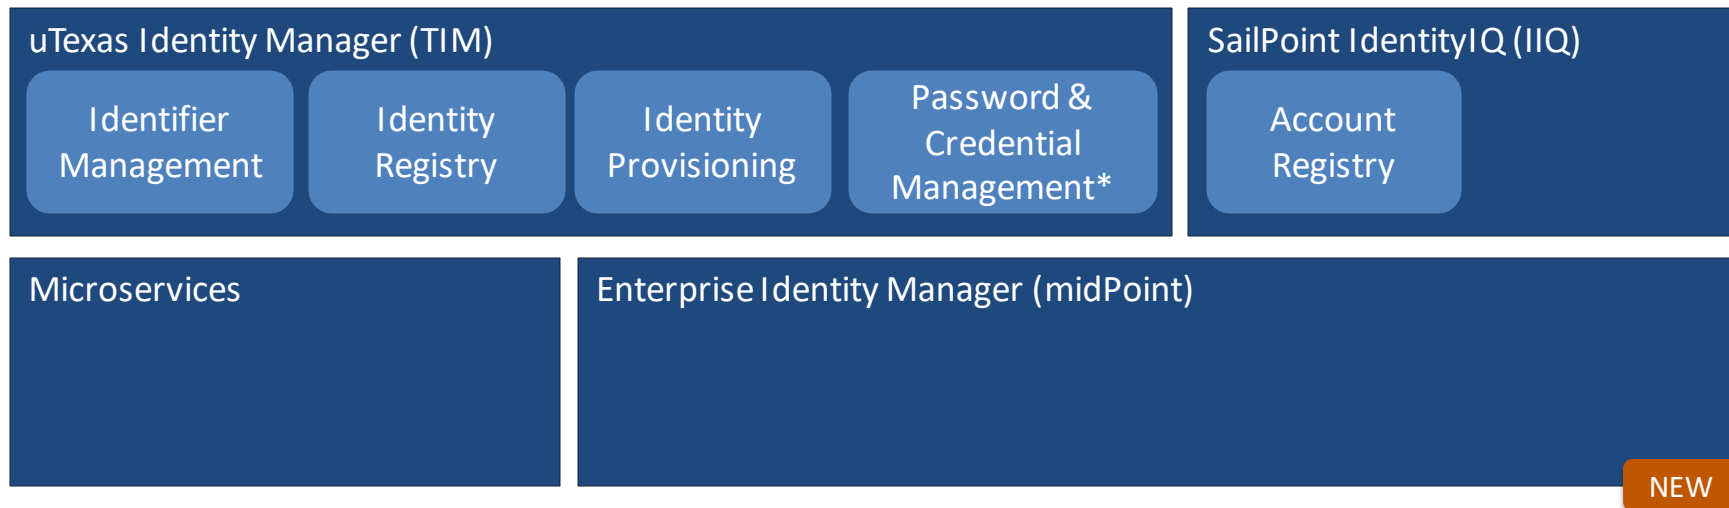 uTexas Identity Manager (TIM)
Identifier
Management
Identity
Registry
Identity
Provisioning
Password &
Credential
Management*
SailPoint IdentityIQ (IIQ)
Account
Registry
Microservices
Enterprise Identity Manager (midPoint)
NEW